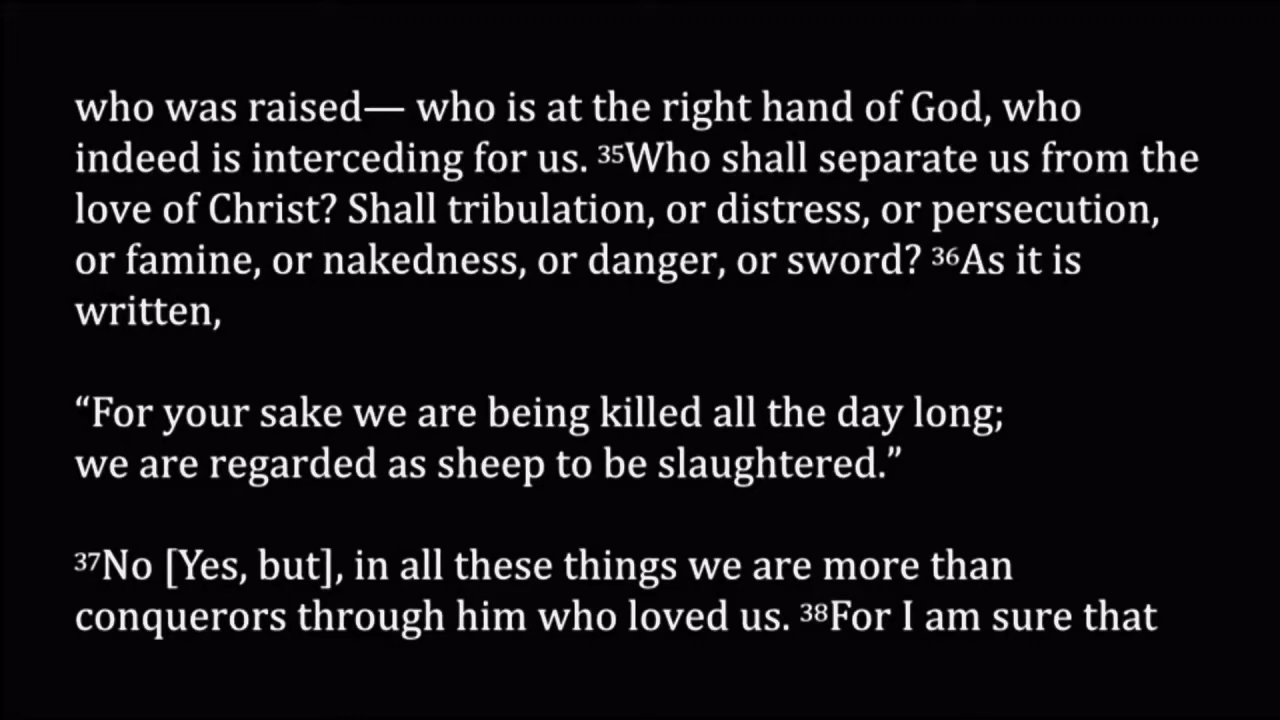 who was raised— who is at the right hand of God, who
indeed is interceding for us. ³⁵Who shall separate us from the
love of Christ? Shall tribulation, or distress, or persecution,
or famine, or nakedness, or danger, or sword? ³⁶As it is
written,
“For your sake we are being killed all the day long;
we are regarded as sheep to be slaughtered.”
³⁷No [Yes, but], in all these things we are more than
conquerors through him who loved us. ³⁸For I am sure that